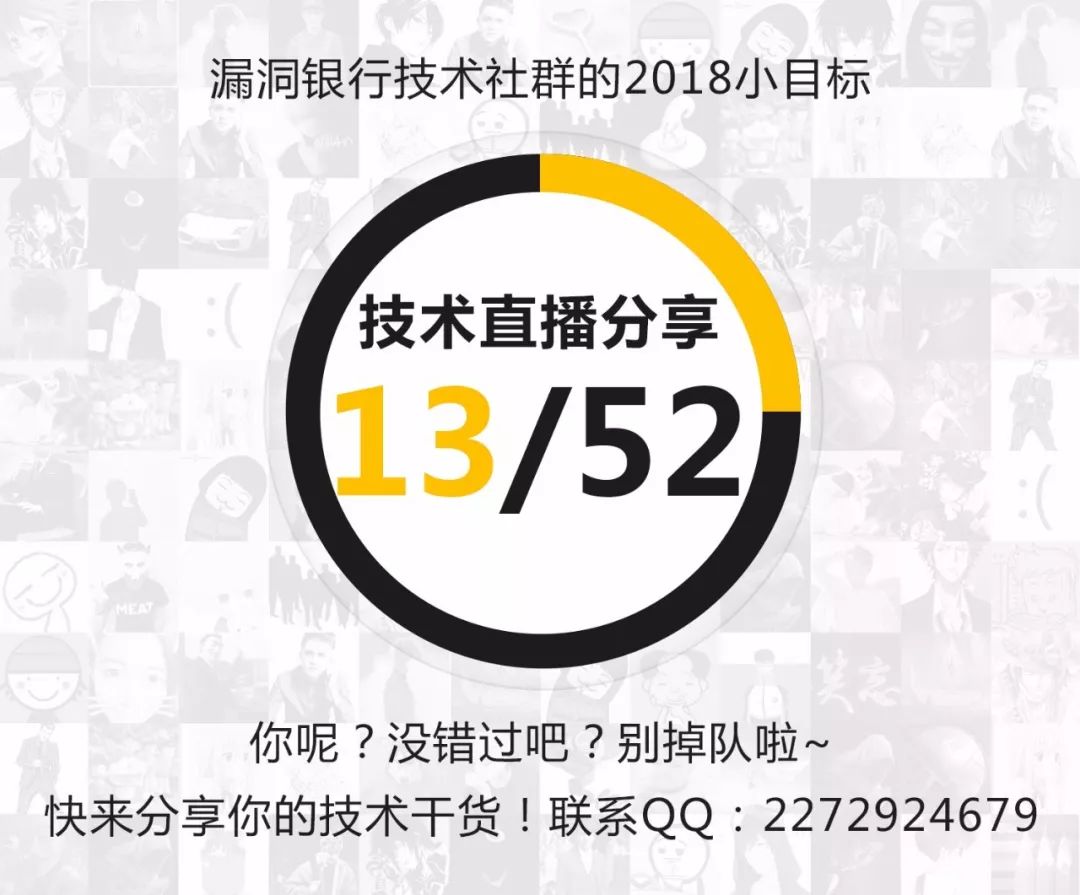 漏洞银行技术社群的2018小目标
技术直播分享
13/52
MEAT
你呢？没错过吧？别掉队啦~
快来分享你的技术干货！联系QQ：2272924679